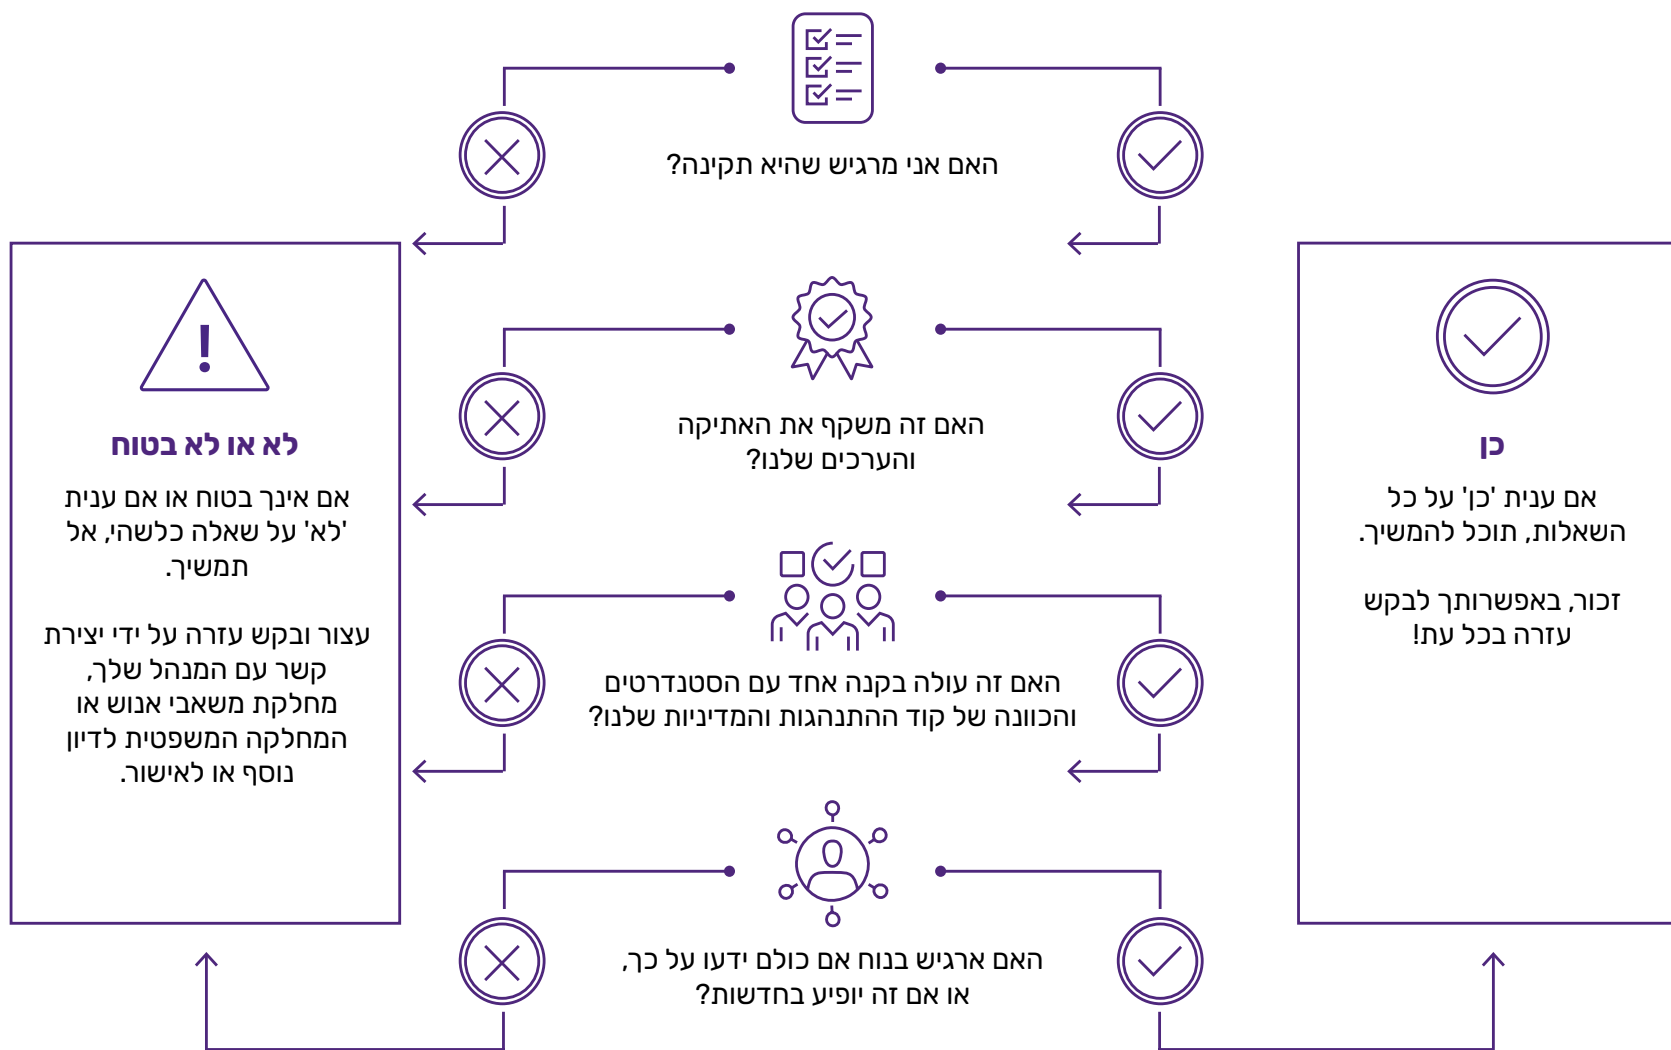 האם אני מרגיש שהיא תקינה?
האם זה משקף את האתיקה
והערכים שלנו?
האם זה עולה בקנה אחד עם הסטנדרטים
והכוונה של קוד ההתנהגות והמדיניות שלנו?
האם ארגיש בנוח אם כולם ידעו על כך,
או אם זה יופיע בחדשות?
כן
אם ענית 'כן' על כל
השאלות, תוכל להמשיך.
זכור, באפשרותך לבקש
עזרה בכל עת!
לא או לא בטוח
אם אינך בטוח או אם ענית
'לא' על שאלה כלשהי, אל
תמשיך.
עצור ובקש עזרה על ידי יצירת
קשר עם המנהל שלך,
מחלקת משאבי אנוש או
המחלקה המשפטית לדיון
נוסף או לאישור.